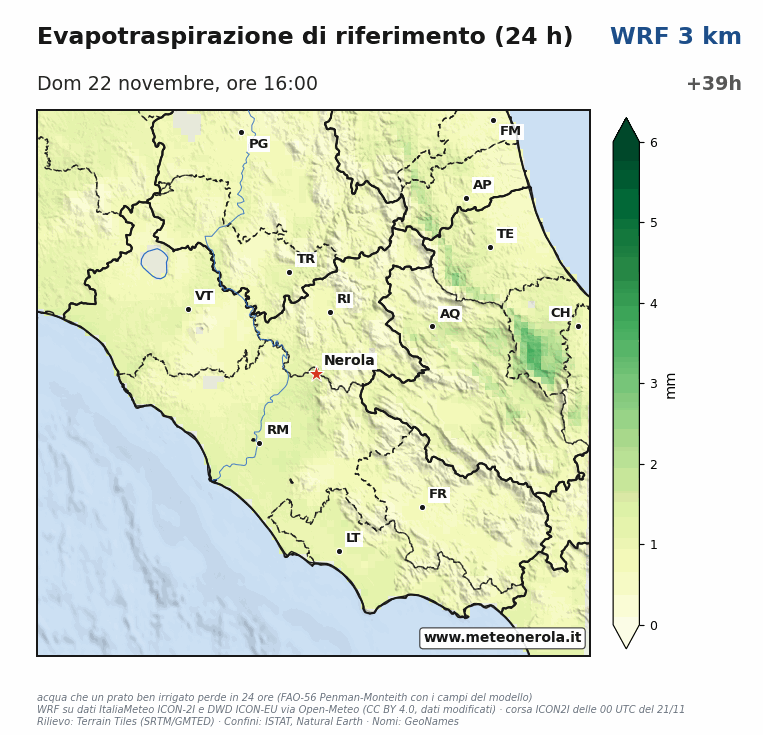 Evapotraspirazione di riferimento (24 h) WRF 3 km
Dom 22 novembre, ore 16:00 +39h
FM
PG
AP
TE
TR
VT
RI
AQ
CH
Nerola
RM
FR
LT
www.meteonerola.it
6
5
4
3
2
1
0
mm
acqua che un prato ben irrigato perde in 24 ore (FAO-56 Penman-Monteith con i campi del modello)
WRF su dati ItaliaMeteo ICON-2I e DWD ICON-EU via Open-Meteo (CC BY 4.0, dati modificati) · corsa ICON2I delle 00 UTC del 21/11
Rilievo: Terrain Tiles (SRTM/GMTED) · Confini: ISTAT, Natural Earth · Nomi: GeoNames